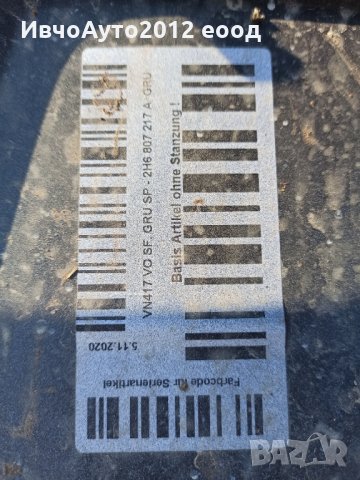 ИвчоАуто2012 еоод
VN417 VO SF. GRU SP - 2H6 807 217 A GRU
Basis Artikel ohne Stanzung !
5.11.2020
Farbcode für Serienartikel
BAZAR